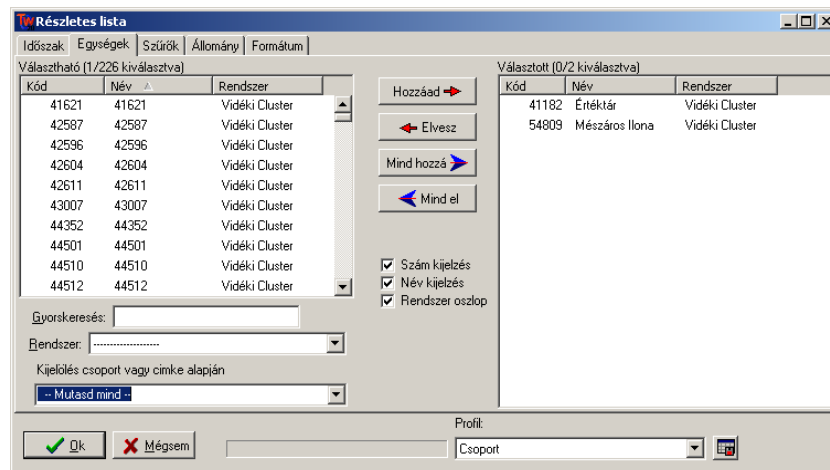 Tw Részletes lista
Időszak Egységek Szűrők Állomány Formátum
Választható (1/226 kiválasztva)
Kód Név Rendszer
41621 41621 Vidéki Cluster
42587 42587 Vidéki Cluster
42596 42596 Vidéki Cluster
42604 42604 Vidéki Cluster
42611 42611 Vidéki Cluster
43007 43007 Vidéki Cluster
44352 44352 Vidéki Cluster
44501 44501 Vidéki Cluster
44510 44510 Vidéki Cluster
44512 44512 Vidéki Cluster
Gyorskeresés:
Rendszer: --------------------
Kijelölés csoport vagy cimke alapján
-- Mutasd mind --
Hozzáad
Elvesz
Mind hozzá
Mind el
Szám kijelzés
Név kijelzés
Rendszer oszlop
Választott (0/2 kiválasztva)
Kód Név Rendszer
41182 Értéktár Vidéki Cluster
54809 Mészáros Ilona Vidéki Cluster
Ok Mégsem
Profil:
Csoport